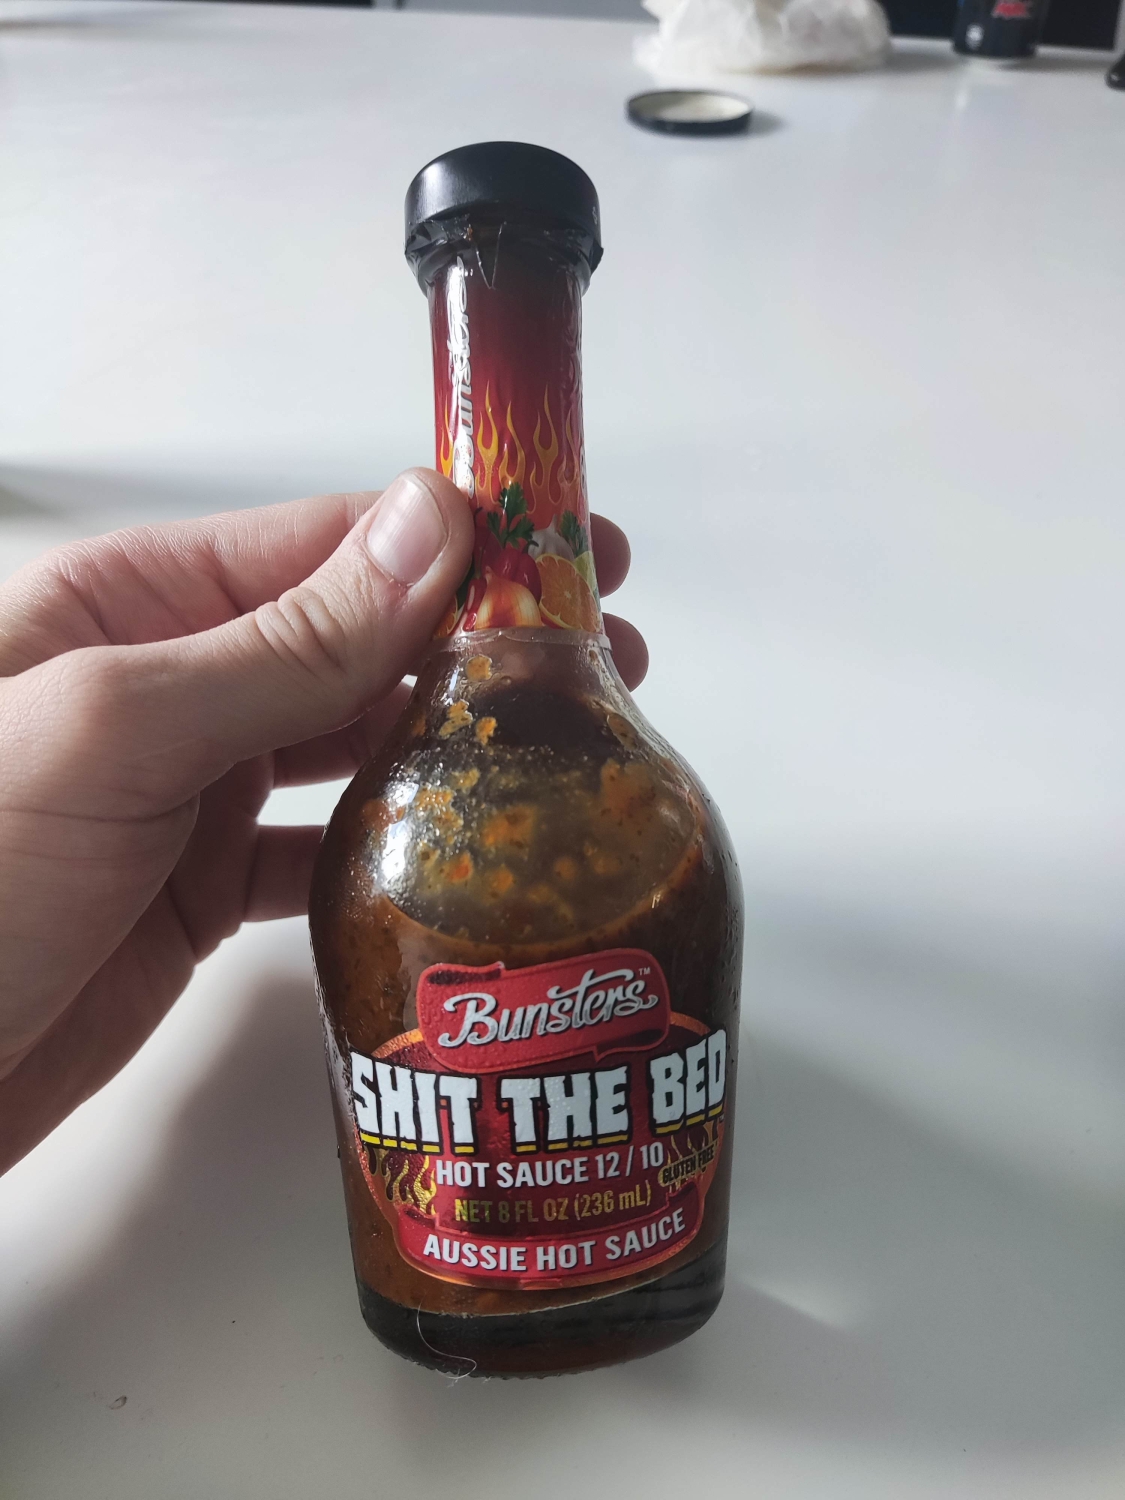 Bunsters
Bunsters™
SHIT THE BED
HOT SAUCE 12 / 10
GLUTEN FREE
NET 8 FL OZ (236 mL)
AUSSIE HOT SAUCE